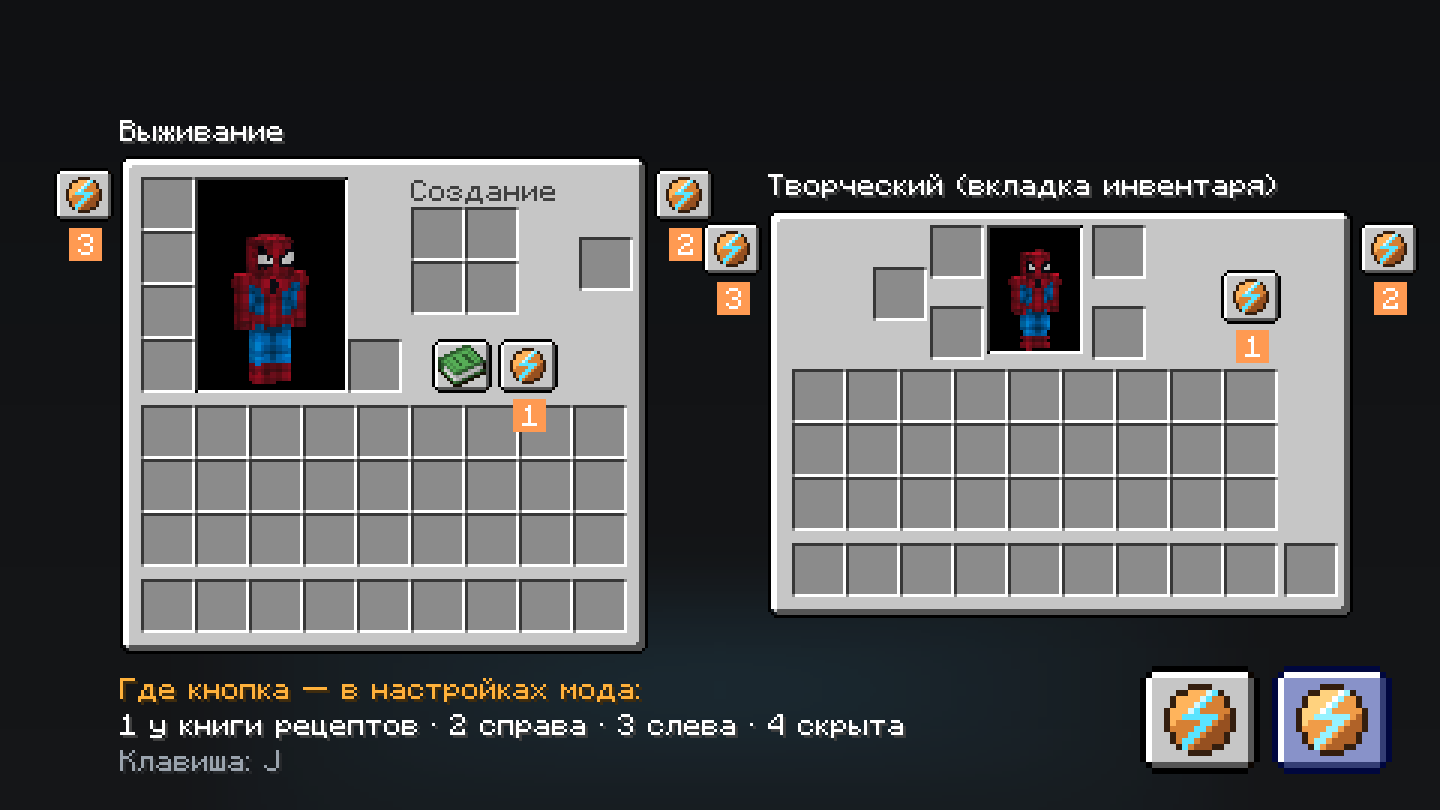 Выживание
3
Создание
2
1
Творческий (вкладка инвентаря)
3
1
2
Где кнопка — в настройках мода:
1 у книги рецептов · 2 справа · 3 слева · 4 скрыта
Клавиша: J